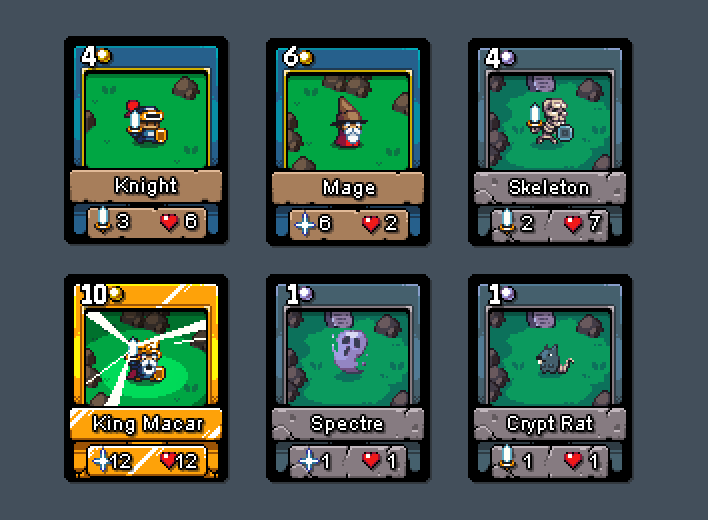 4
Knight
3 6
6
Mage
6 2
4
Skeleton
2 7
10
King Macar
12 12
1
Spectre
1 1
1
Crypt Rat
1 1